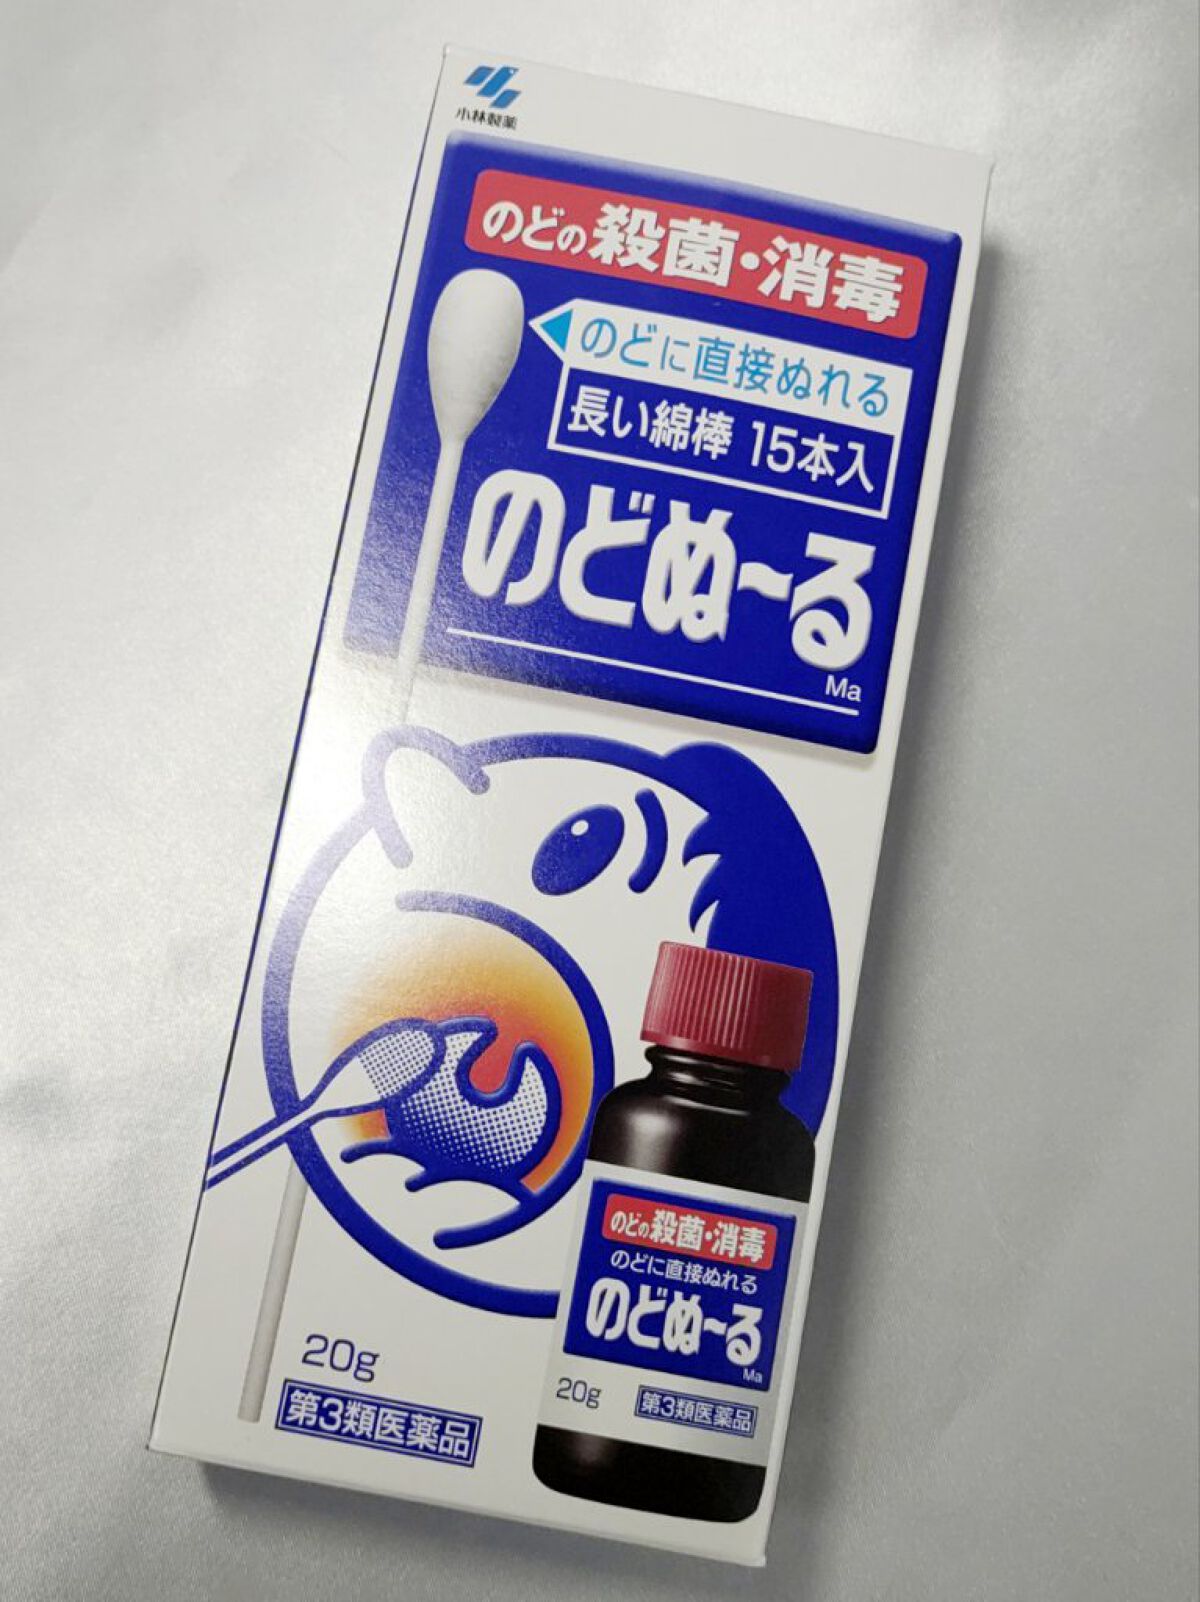 小林製薬
のどの殺菌・消毒
のどに直接ぬれる
長い綿棒 15本入
のどぬ〜る
Ma
のどの殺菌・消毒
のどに直接ぬれる
のどぬ〜る
Ma
20g
第3類医薬品
20g
第3類医薬品